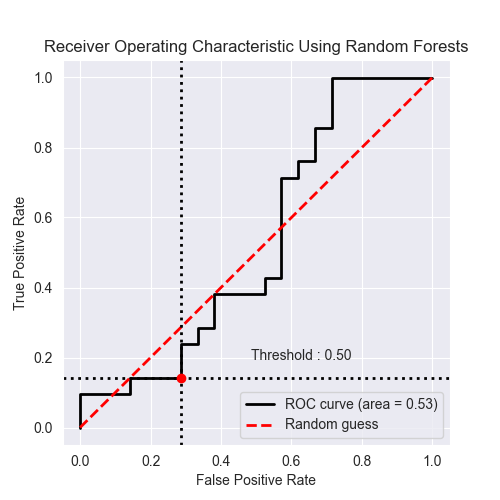 Receiver Operating Characteristic Using Random Forests
1.0
0.8
0.6
0.4
0.2
0.0
True Positive Rate
Threshold : 0.50
ROC curve (area = 0.53)
Random guess
0.0 0.2 0.4 0.6 0.8 1.0
False Positive Rate